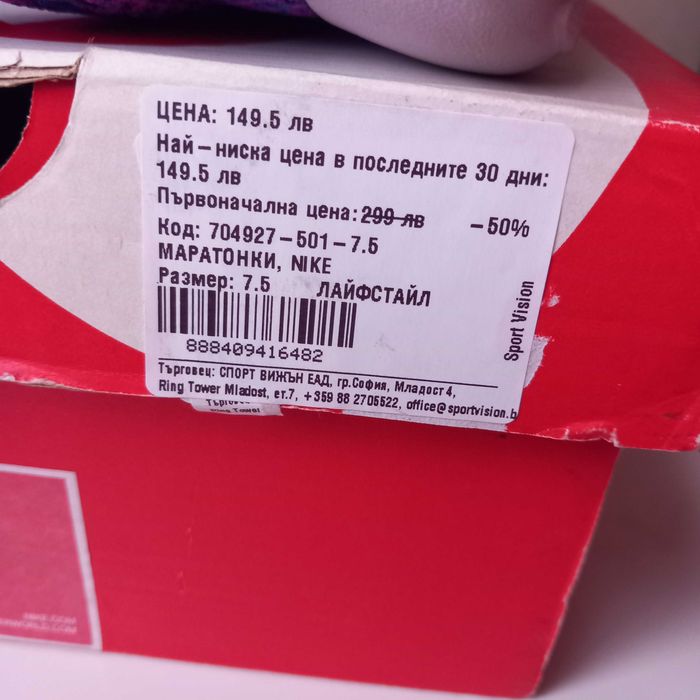 ЦЕНА: 149.5 лв
Най-ниска цена в последните 30 дни:
149.5 лв
Първоначална цена: 299 лв -50%
Код: 704927-501-7.5
МАРАТОНКИ, NIKE
Размер: 7.5 ЛАЙФСТАЙЛ
888409416482
Sport Vision
Търговец: СПОРТ ВИЖЪН ЕАД, гр.София, Младост 4,
Ring Tower Mladost, ет.7, +359 88 2705522, office@sportvision.b
NIKE.COM